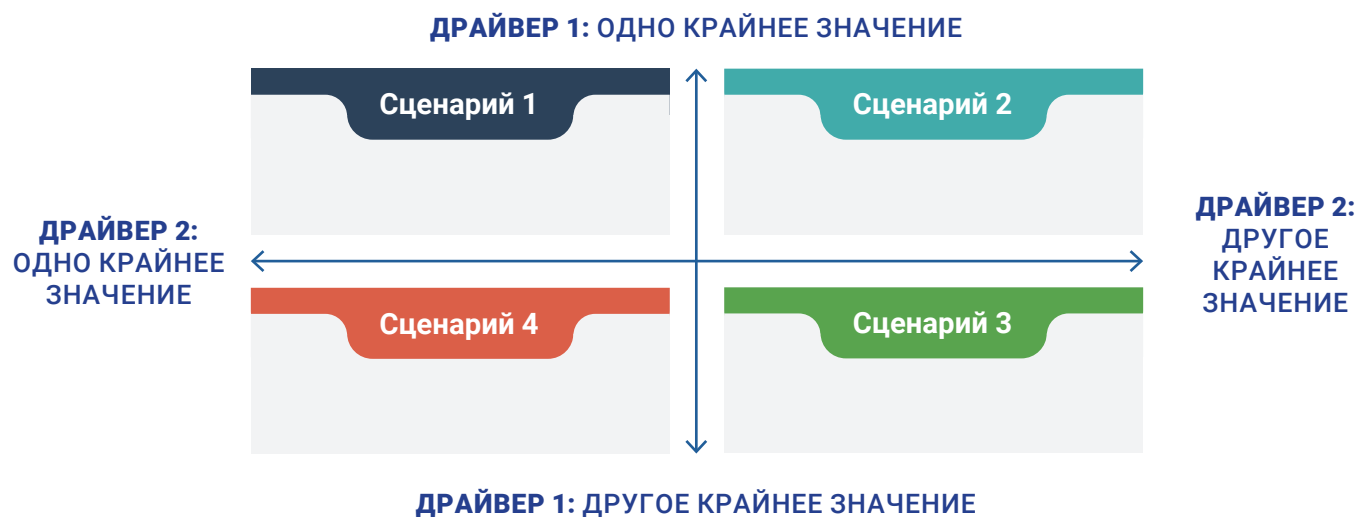 ДРАЙВЕР 1: ОДНО КРАЙНЕЕ ЗНАЧЕНИЕ
Сценарий 1
Сценарий 2
ДРАЙВЕР 2:
ОДНО КРАЙНЕЕ
ЗНАЧЕНИЕ
ДРАЙВЕР 2:
ДРУГОЕ
КРАЙНЕЕ
ЗНАЧЕНИЕ
Сценарий 4
Сценарий 3
ДРАЙВЕР 1: ДРУГОЕ КРАЙНЕЕ ЗНАЧЕНИЕ